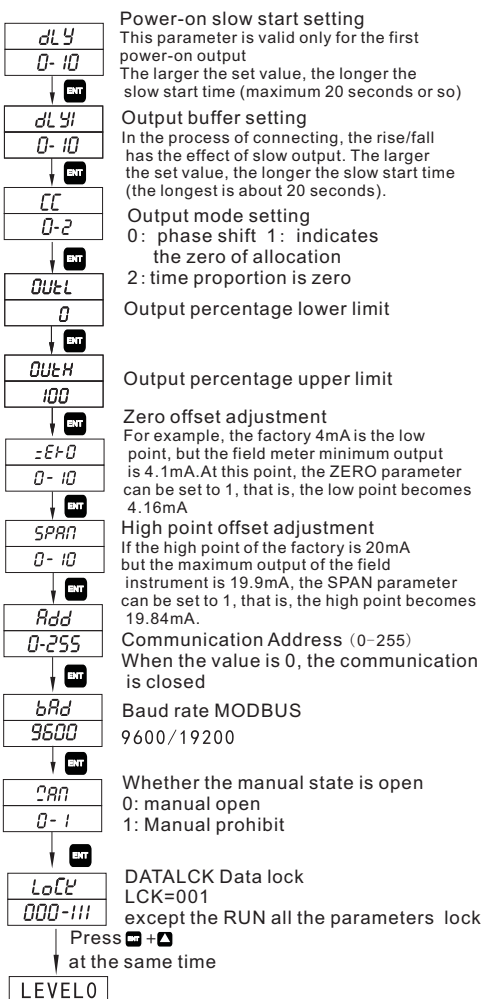 Power-on slow start setting
dLY
This parameter is valid only for the first
power-on output
0-10
The larger the set value, the longer the
slow start time (maximum 20 seconds or so)
ENT
dLY1
Output buffer setting
In the process of connecting, the rise/fall
0-10
has the effect of slow output. The larger
the set value, the longer the slow start time
ENT
(the longest is about 20 seconds).
CC
Output mode setting
0-2
0: phase shift 1: indicates
the zero of allocation
ENT
2:time proportion is zero
OUtL
0
Output percentage lower limit
ENT
OUtH
Output percentage upper limit
100
ENT
Zero offset adjustment
For example, the factory 4mA is the low
ZErO
point, but the field meter minimum output
is 4.1mA.At this point, the ZERO parameter
0-10
can be set to 1, that is, the low point becomes
ENT
4.16mA
SPAN
High point offset adjustment
If the high point of the factory is 20mA
0-10
but the maximum output of the field
instrument is 19.9mA, the SPAN parameter
ENT
can be set to 1, that is, the high point becomes
Add
19.84mA.
0-255
Communication Address (0-255)
When the value is 0, the communication
ENT
is closed
bAd
Baud rate MODBUS
9600
9600/19200
ENT
MAN
Whether the manual state is open
0: manual open
0-1
1: Manual prohibit
ENT
LoCK
DATALCK Data lock
LCK=001
000-111
except the RUN all the parameters lock
Press ENT +▲
at the same time
LEVEL0